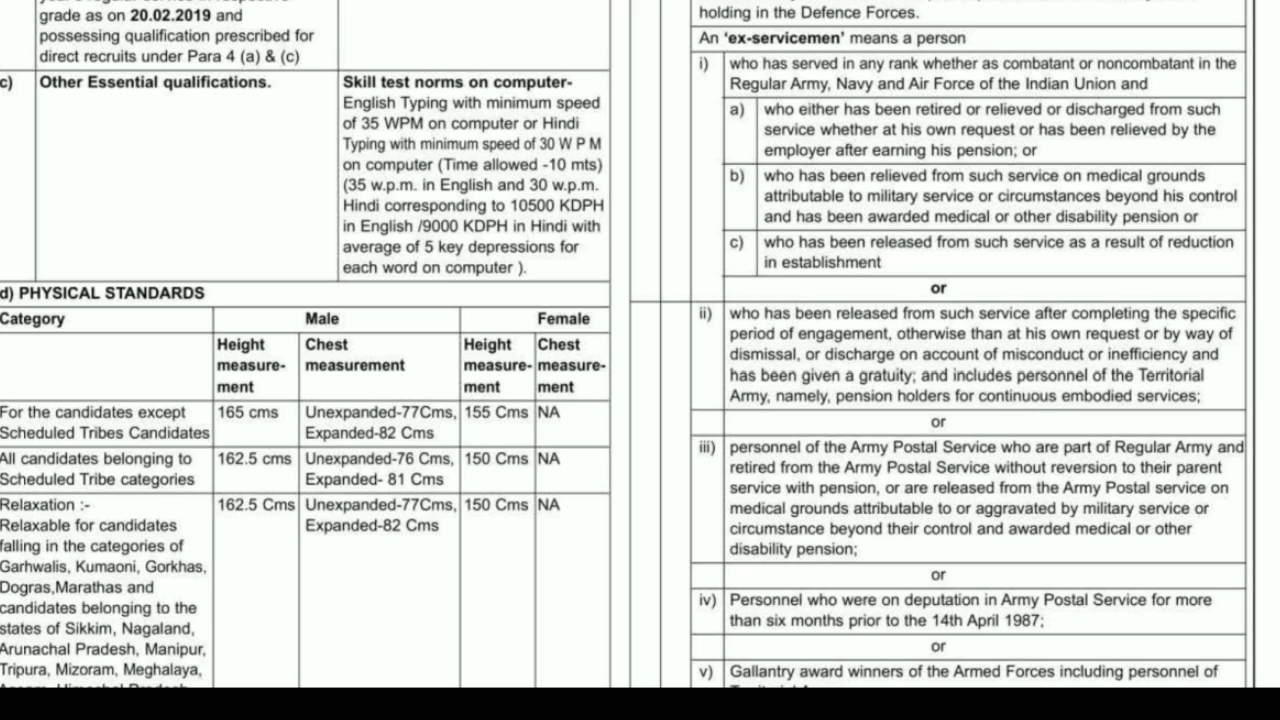 grade as on 20.02.2019 and
possessing qualification prescribed for
direct recruits under Para 4 (a) & (c)
c) Other Essential qualifications.
Skill test norms on computer-
English Typing with minimum speed
of 35 WPM on computer or Hindi
Typing with minimum speed of 30 W P M
on computer (Time allowed -10 mts)
(35 w.p.m. in English and 30 w.p.m.
Hindi corresponding to 10500 KDPH
in English /9000 KDPH in Hindi with
average of 5 key depressions for
each word on computer ).
d) PHYSICAL STANDARDS
Category Male Female
Height measure-ment Chest measurement Height measure-ment Chest measure-ment
For the candidates except
Scheduled Tribes Candidates
165 cms
Unexpanded-77Cms,
Expanded-82 Cms
155 Cms NA
All candidates belonging to
Scheduled Tribe categories
162.5 cms
Unexpanded-76 Cms,
Expanded- 81 Cms
150 Cms NA
Relaxation :-
Relaxable for candidates
falling in the categories of
Garhwalis, Kumaoni, Gorkhas,
Dogras,Marathas and
candidates belonging to the
states of Sikkim, Nagaland,
Arunachal Pradesh, Manipur,
Tripura, Mizoram, Meghalaya,
162.5 Cms
Unexpanded-77Cms,
Expanded-82 Cms
150 Cms NA
holding in the Defence Forces.
An ‘ex-servicemen’ means a person
i) who has served in any rank whether as combatant or noncombatant in the
Regular Army, Navy and Air Force of the Indian Union and
a) who either has been retired or relieved or discharged from such
service whether at his own request or has been relieved by the
employer after earning his pension; or
b) who has been relieved from such service on medical grounds
attributable to military service or circumstances beyond his control
and has been awarded medical or other disability pension or
c) who has been released from such service as a result of reduction
in establishment
or
ii) who has been released from such service after completing the specific
period of engagement, otherwise than at his own request or by way of
dismissal, or discharge on account of misconduct or inefficiency and
has been given a gratuity; and includes personnel of the Territorial
Army, namely, pension holders for continuous embodied services;
or
iii) personnel of the Army Postal Service who are part of Regular Army and
retired from the Army Postal Service without reversion to their parent
service with pension, or are released from the Army Postal service on
medical grounds attributable to or aggravated by military service or
circumstance beyond their control and awarded medical or other
disability pension;
or
iv) Personnel who were on deputation in Army Postal Service for more
than six months prior to the 14th April 1987;
or
v) Gallantry award winners of the Armed Forces including personnel of